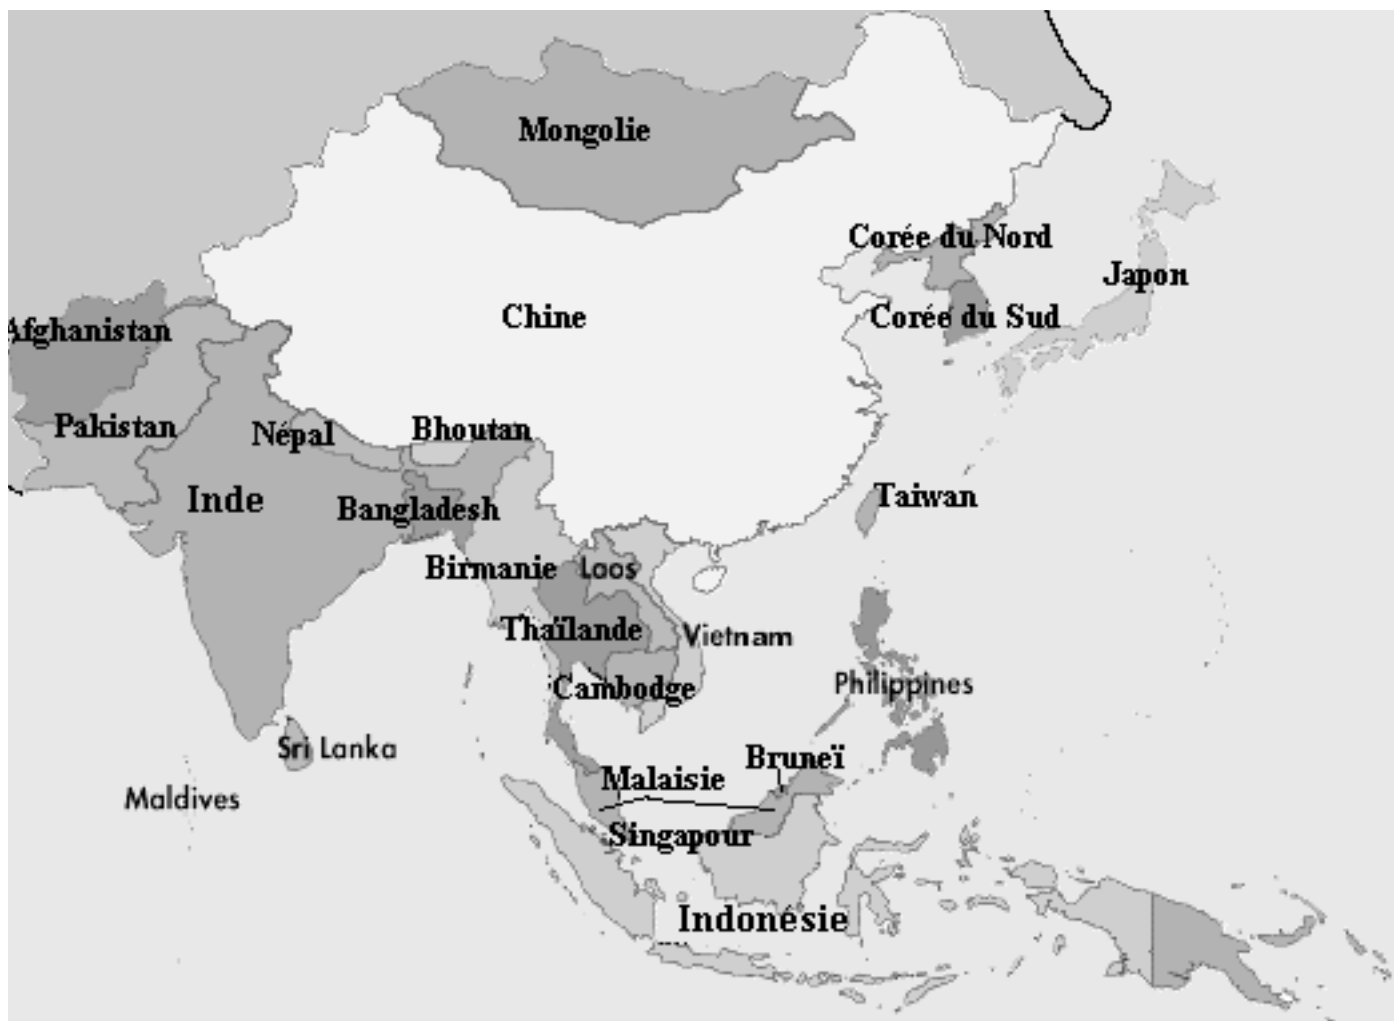 Mongolie
Corée du Nord
Japon
Chine
Corée du Sud
Afghanistan
Pakistan
Népal
Bhoutan
Inde
Bangladesh
Taiwan
Birmanie
Laos
Thaïlande
Vietnam
Cambodge
Philippines
Sri Lanka
Bruneï
Malaisie
Maldives
Singapour
Indonésie